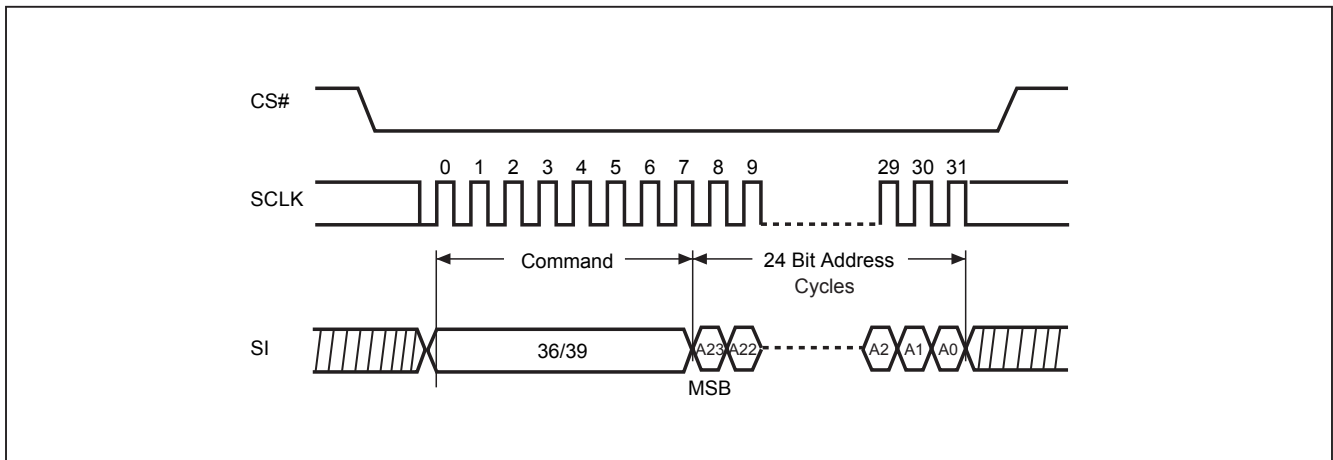 CS#
0 1 2 3 4 5 6 7 8 9 29 30 31
SCLK
Command 24 Bit Address
Cycles
SI 36/39 A23 A22 A2 A1 A0
MSB